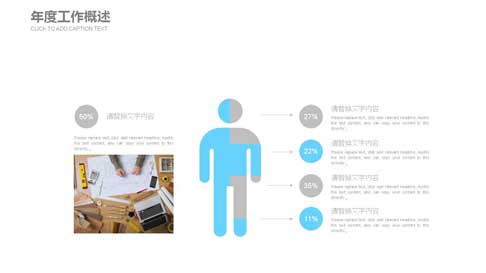 年度工作概述
CLICK TO ADD CAPTION TEXT
60%
请替换文字内容
Please replace text, click add relevant headline, modify
the text content, also can copy your content to this
directly.
27%
请替换文字内容
Please replace text, click add relevant headline, modify
the text content, also can copy your content to this
directly.
22%
请替换文字内容
Please replace text, click add relevant headline, modify
the text content, also can copy your content to this
directly.
35%
请替换文字内容
Please replace text, click add relevant headline, modify
the text content, also can copy your content to this
directly.
11%
请替换文字内容
Please replace text, click add relevant headline, modify
the text content, also can copy your content to this
directly.